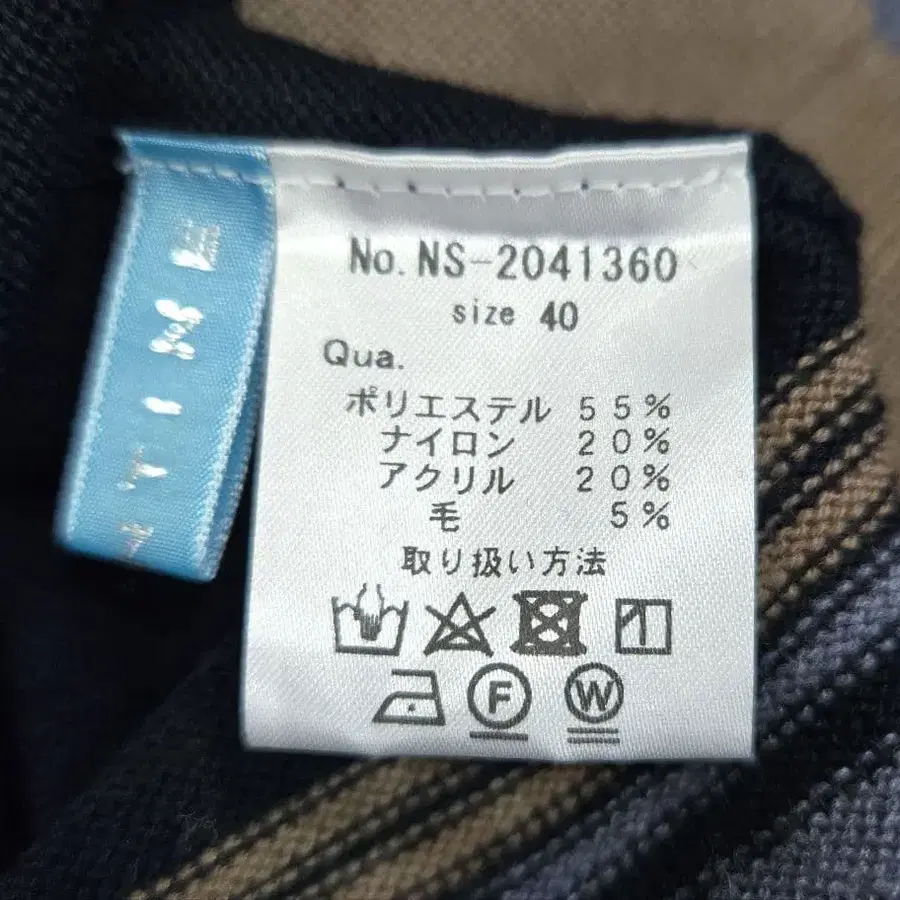 No. NS-2041360
size 40
Qua.
ポリエステル 55%
ナイロン 20%
アクリル 20%
毛 5%
取り扱い方法
F W
TIME